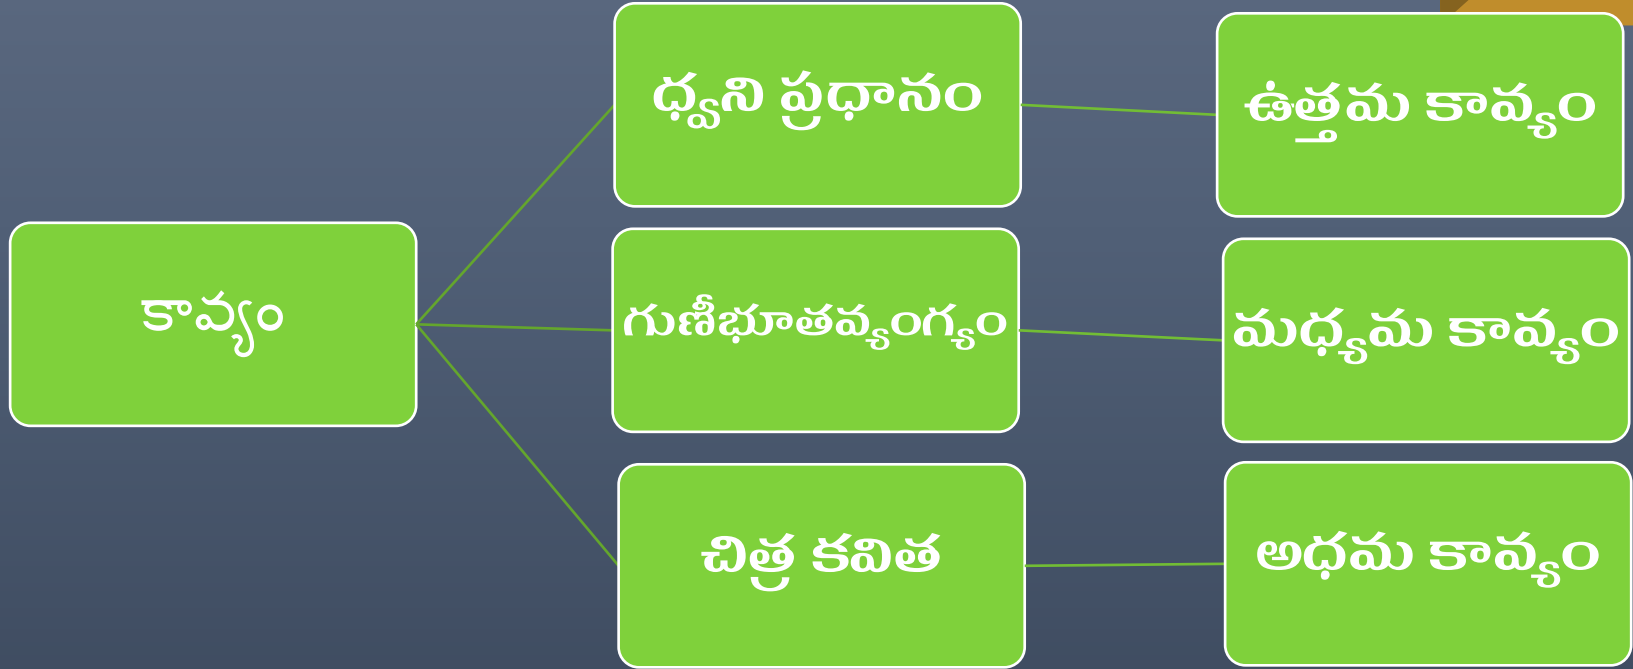 కావ్యం
ధ్వని ప్రధానం
ఉత్తమ కావ్యం
గుణీభూతవ్యంగ్యం
మధ్యమ కావ్యం
చిత్ర కవిత
అధమ కావ్యం